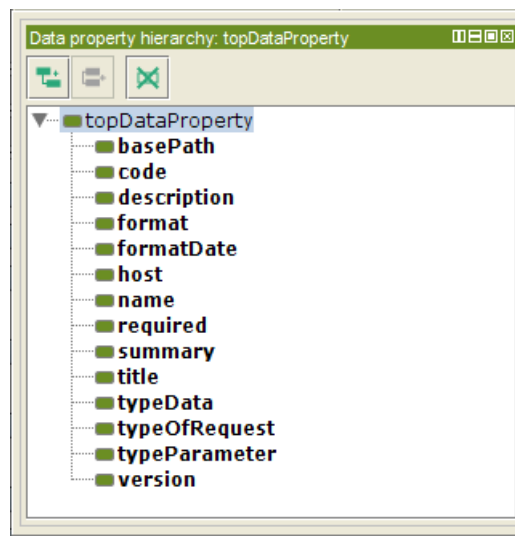 Data property hierarchy: topDataProperty
topDataProperty
basePath
code
description
format
formatDate
host
name
required
summary
title
typeData
typeOfRequest
typeParameter
version